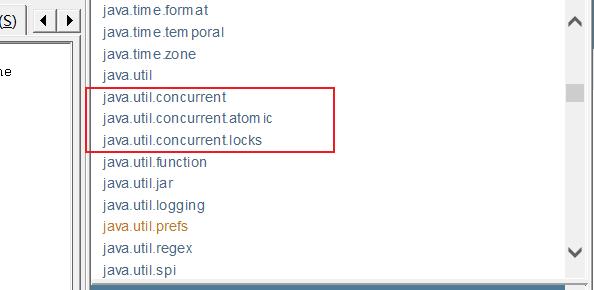 java.time.format
(S)
java.time.temporal
java.time.zone
ne
java.util
java.util.concurrent
java.util.concurrent.atomic
java.util.concurrent.locks
java.util.function
java.util.jar
java.util.logging
java.util.prefs
java.util.regex
java.util.spi